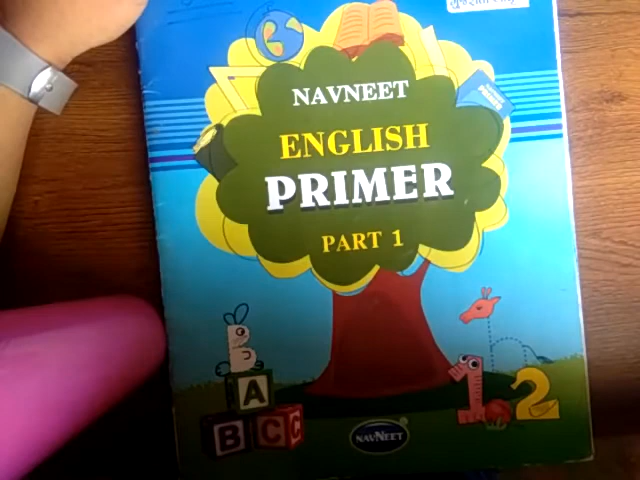 NAVNEET
ENGLISH
PRIMER
PART 1
A
B C C
1 2
NAVNEET